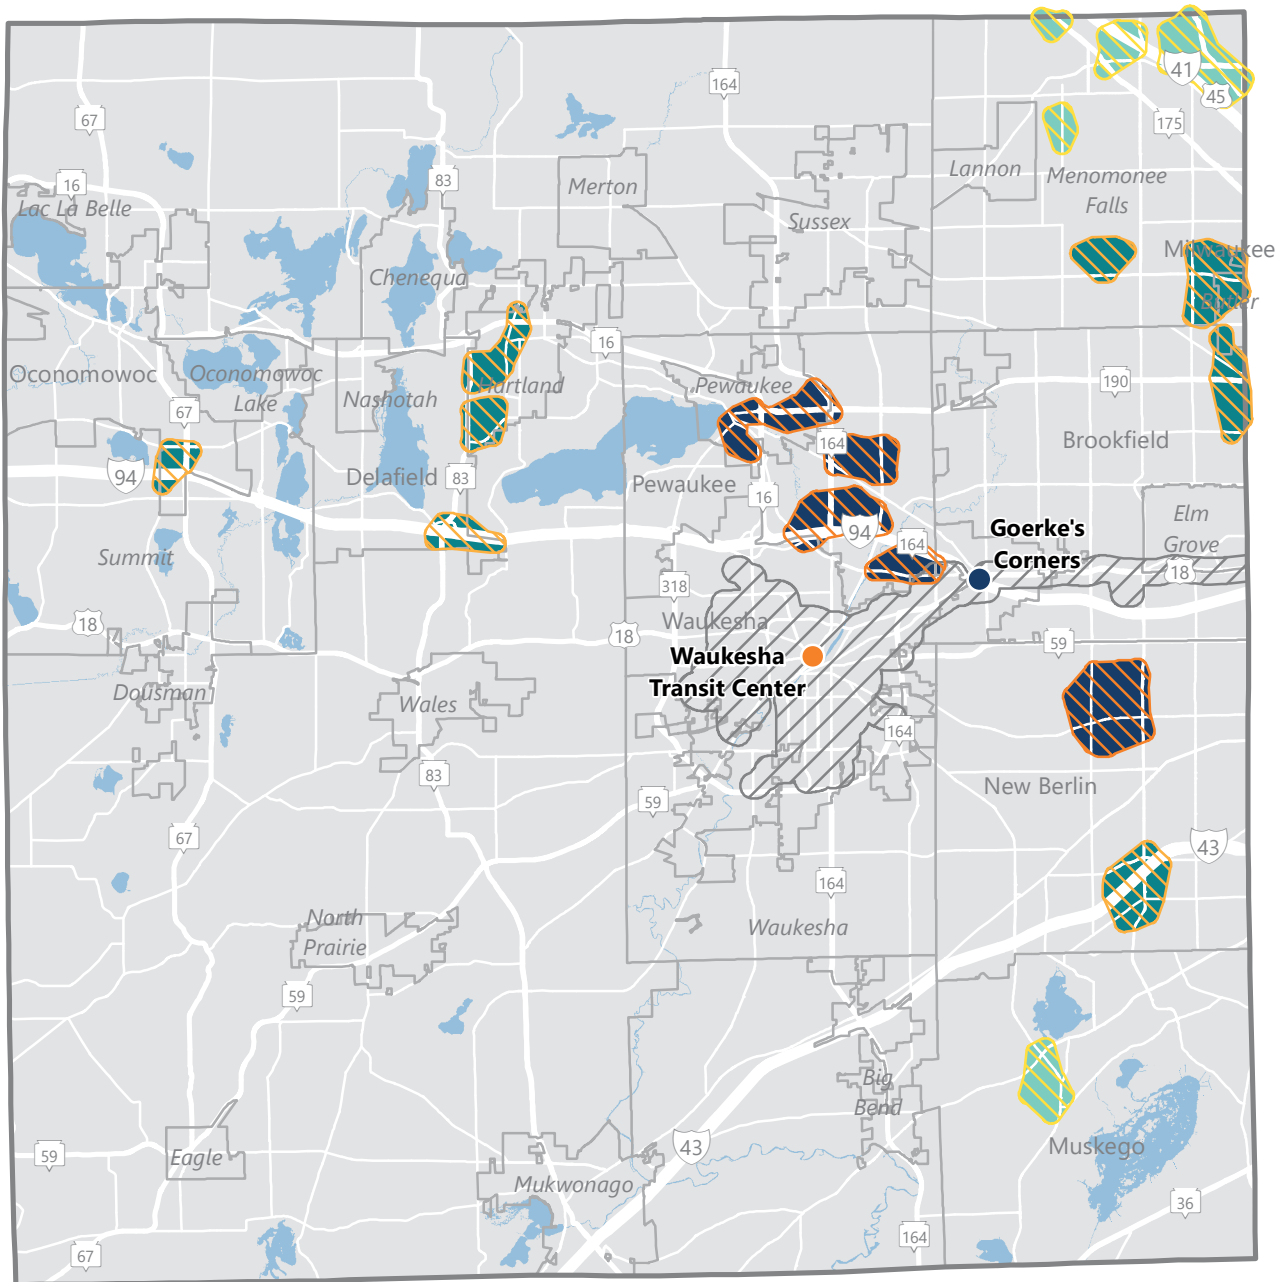 41
45
164
67
175
Lannon
Menomonee
Falls
16
83
Merton
Lac La Belle
Sussex
Milwaukee
Chenequa
Butler
16
Oconomowoc
Oconomowoc
Lake
Nashotah
Hartland
Pewaukee
190
67
164
Brookfield
94
Delafield
83
Pewaukee
16
Elm
Grove
94
164
Goerke's
Corners
Summit
318
18
18
18
Waukesha
59
Waukesha
Transit Center
Dousman
Wales
164
83
59
New Berlin
67
43
164
North
Prairie
Waukesha
59
Big
Bend
59
Eagle
43
Muskego
Mukwonago
36
67
164